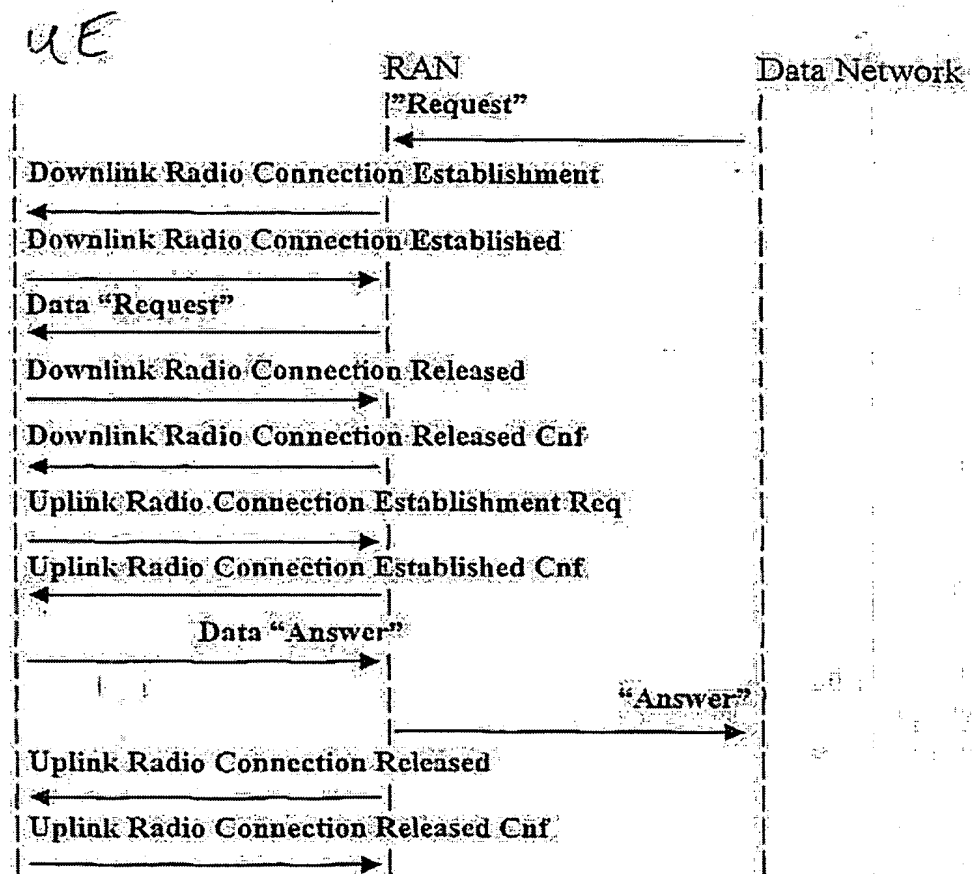 UE
RAN
Data Network
"Request"
Downlink Radio Connection Establishment
Downlink Radio Connection Established
Data “Request”
Downlink Radio Connection Released
Downlink Radio Connection Released Cnf
Uplink Radio Connection Establishment Req
Uplink Radio Connection Established Cnf
Data “Answer”
“Answer”
Uplink Radio Connection Released
Uplink Radio Connection Released Cnf